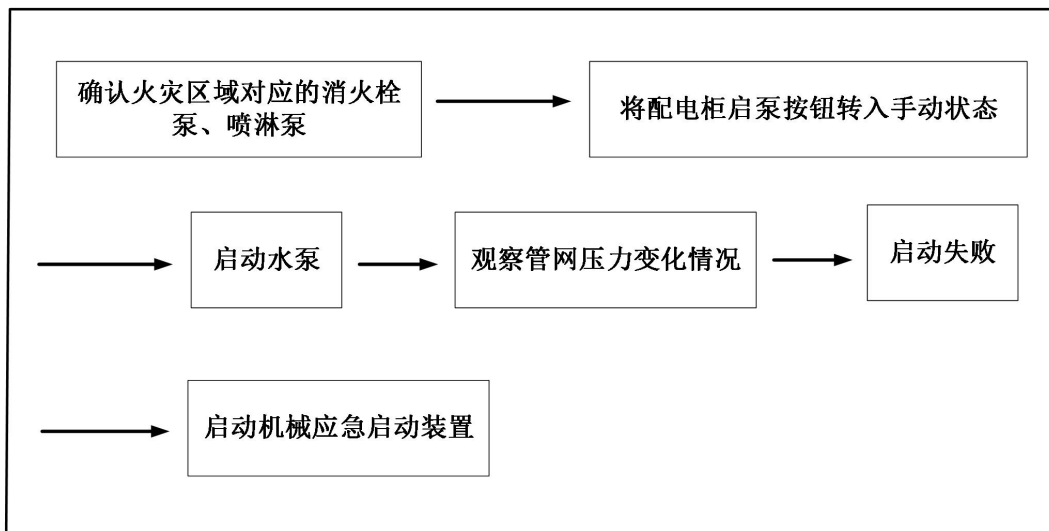 确认火灾区域对应的消火栓
泵、喷淋泵
将配电柜启泵按钮转入手动状态
启动水泵
观察管网压力变化情况
启动失败
启动机械应急启动装置